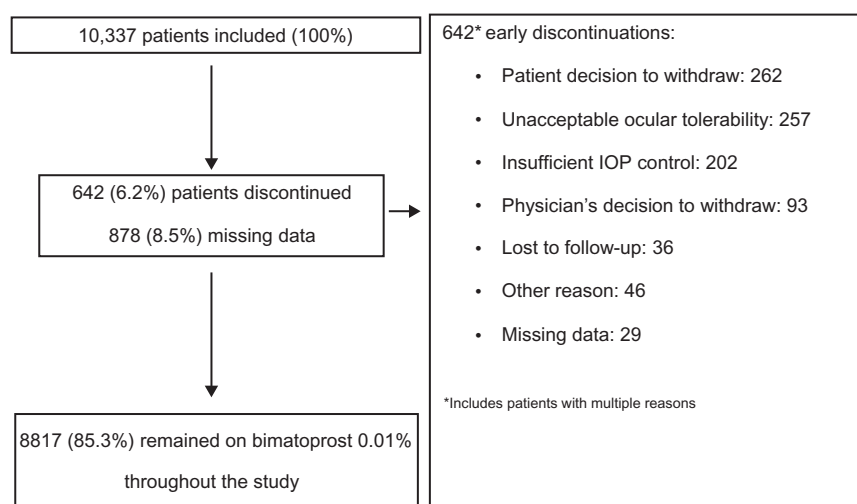 10,337 patients included (100%)
642 (6.2%) patients discontinued
878 (8.5%) missing data
8817 (85.3%) remained on bimatoprost 0.01%
throughout the study
642* early discontinuations:
• Patient decision to withdraw: 262
• Unacceptable ocular tolerability: 257
• Insufficient IOP control: 202
• Physician’s decision to withdraw: 93
• Lost to follow-up: 36
• Other reason: 46
• Missing data: 29
*Includes patients with multiple reasons